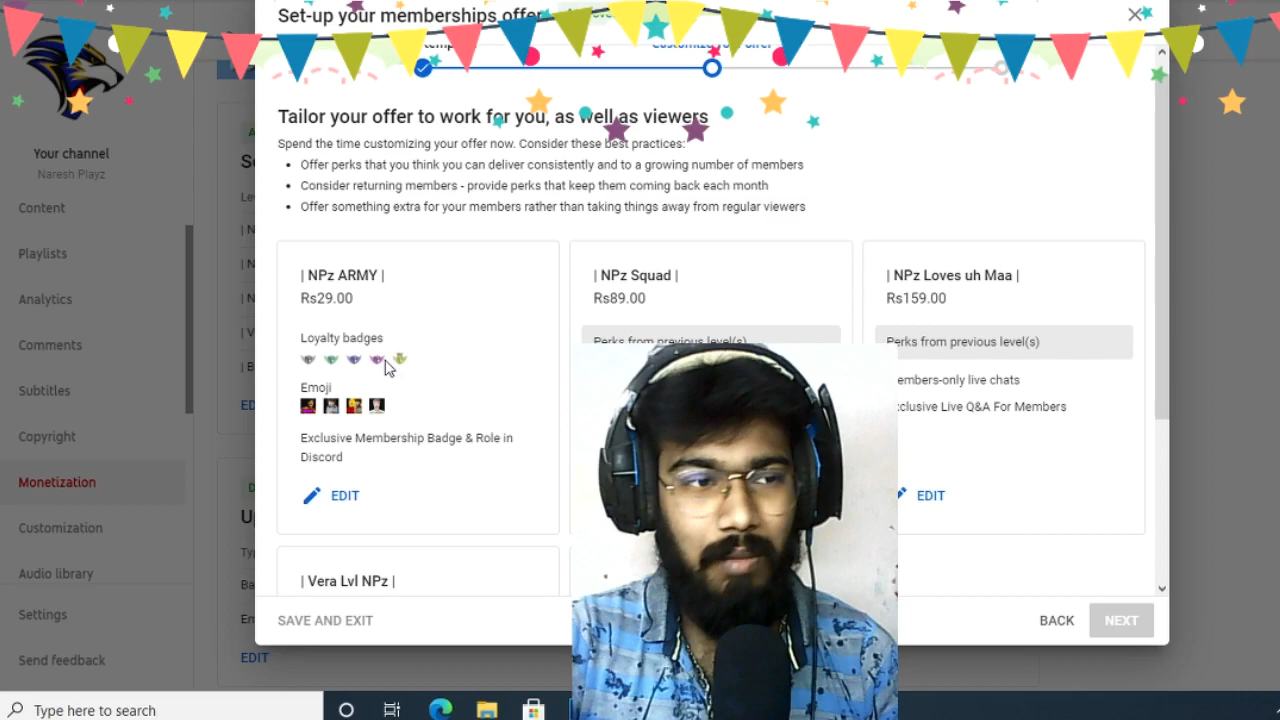 Set-up your memberships offer
Your channel
Naresh Playz
Content
Playlists
Analytics
Comments
Subtitles
Copyright
Monetization
Customization
Audio library
Settings
Send feedback
Tailor your offer to work for you, as well as viewers
Spend the time customizing your offer now. Consider these best practices:
Offer perks that you think you can deliver consistently and to a growing number of members
Consider returning members - provide perks that keep them coming back each month
Offer something extra for your members rather than taking things away from regular viewers
| NPz ARMY |
Rs29.00
Loyalty badges
Emoji
Exclusive Membership Badge & Role in
Discord
EDIT
| NPz Squad |
Rs89.00
Perks from previous level(s)
| NPz Loves uh Maa |
Rs159.00
Perks from previous level(s)
live chats
Live Q&A For Members
EDIT
| Vera Lvl NPz |
SAVE AND EXIT
BACK
NEXT
EDIT
Type here to search